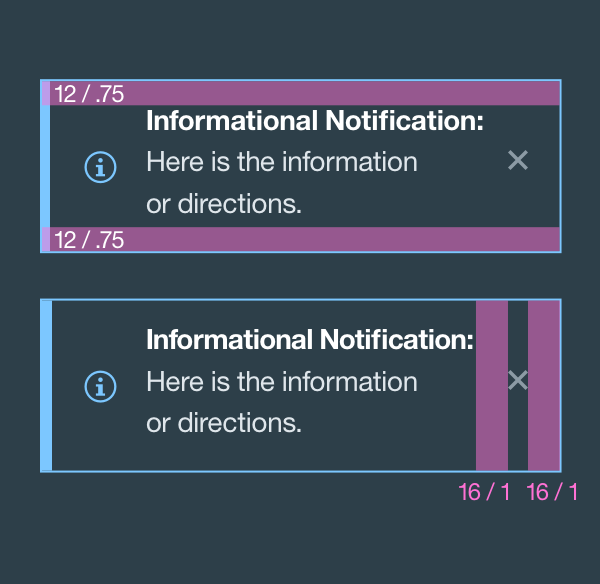 12 / .75
Informational Notification:
Here is the information
or directions.
12 / .75
Informational Notification:
Here is the information
or directions.
16 / 1 16 / 1